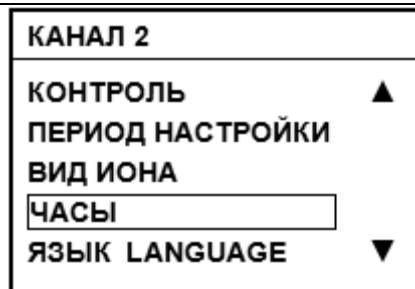 КАНАЛ 2
КОНТРОЛЬ ▲
ПЕРИОД НАСТРОЙКИ
ВИД ИОНА
ЧАСЫ
ЯЗЫК LANGUAGE ▼